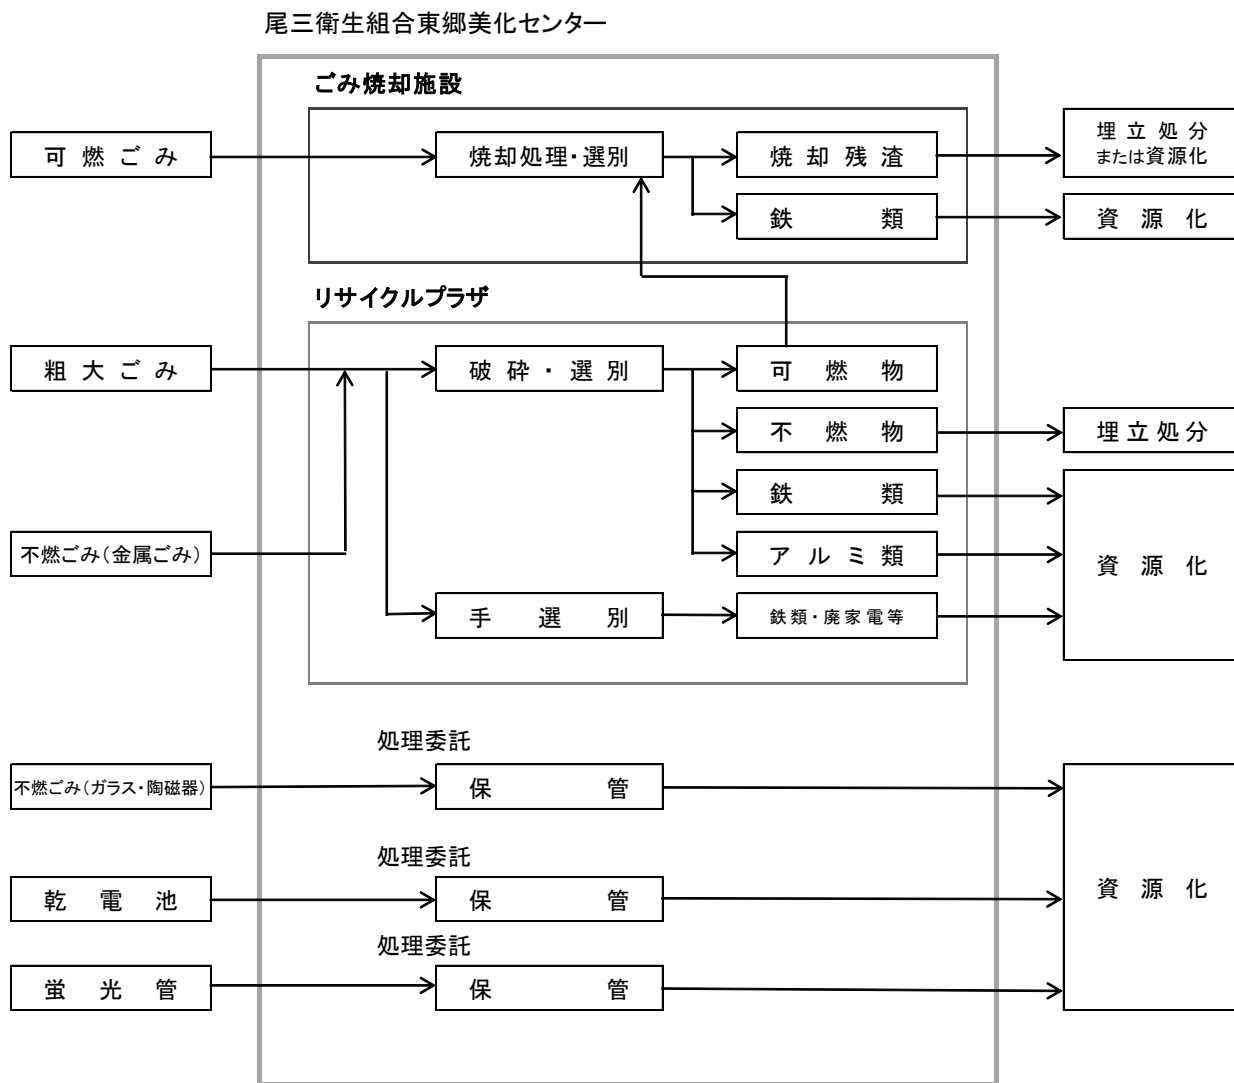 尾三衛生組合東郷美化センター
ごみ焼却施設
可燃ごみ
焼却処理・選別
焼却残渣
埋立処分
または資源化
鉄類
資源化
リサイクルプラザ
粗大ごみ
破砕・選別
可燃物
不燃物
埋立処分
鉄類
不燃ごみ(金属ごみ)
アルミ類
資源化
手選別
鉄類・廃家電等
処理委託
不燃ごみ(ガラス・陶磁器)
保管
処理委託
乾電池
保管
資源化
処理委託
蛍光管
保管